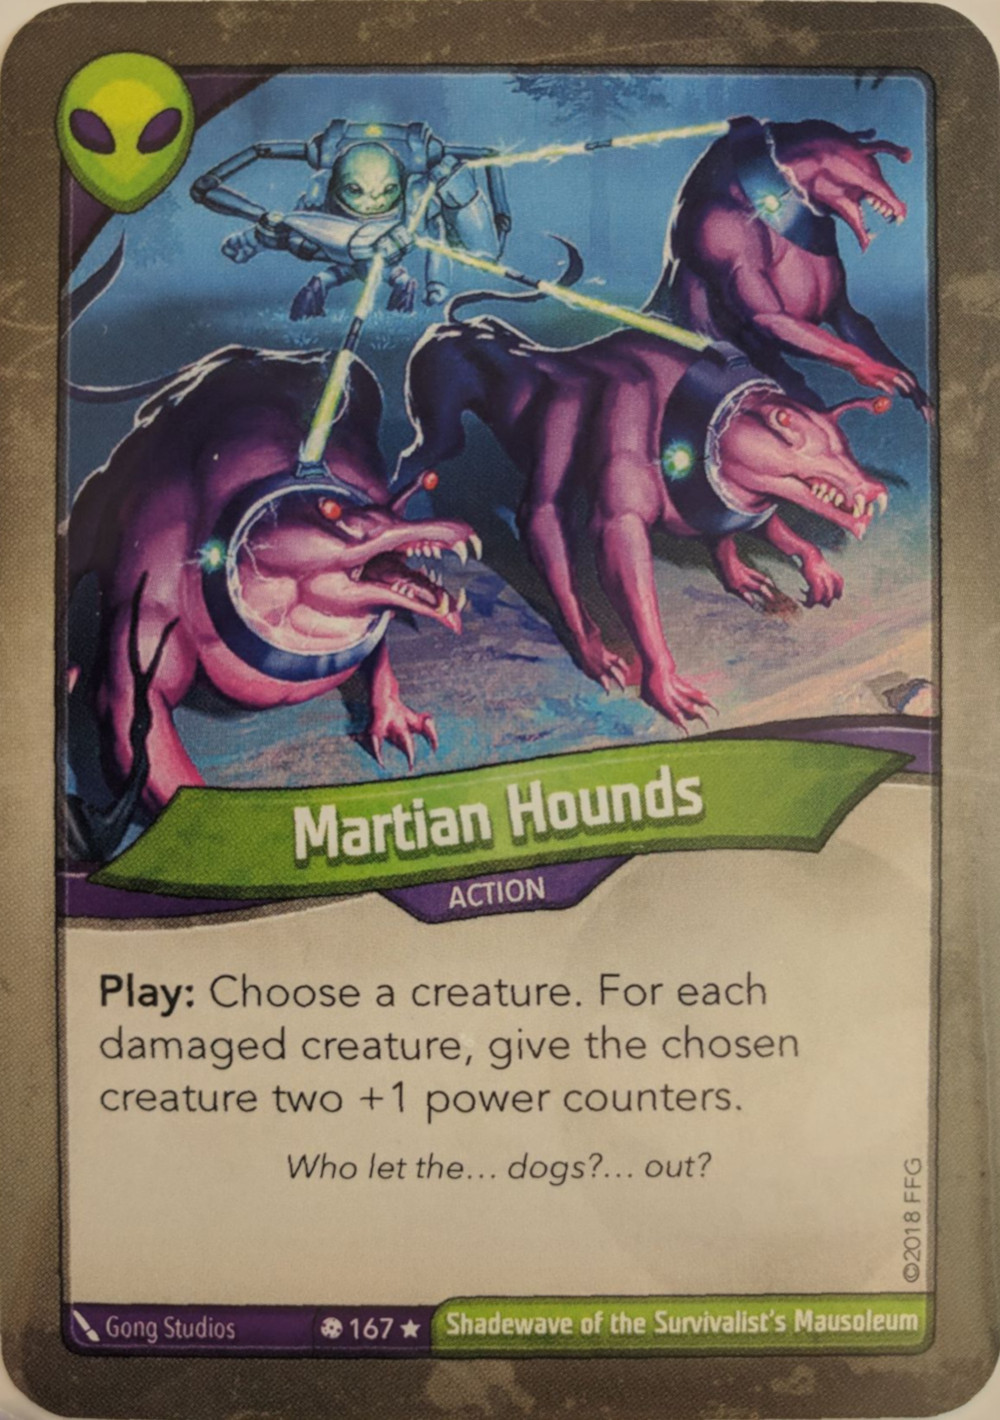 Martian Hounds
ACTION
Play: Choose a creature. For each
damaged creature, give the chosen
creature two +1 power counters.
Who let the... dogs?... out?
©2018 FFG
Gong Studios
167
Shadewave of the Survivalist's Mausoleum